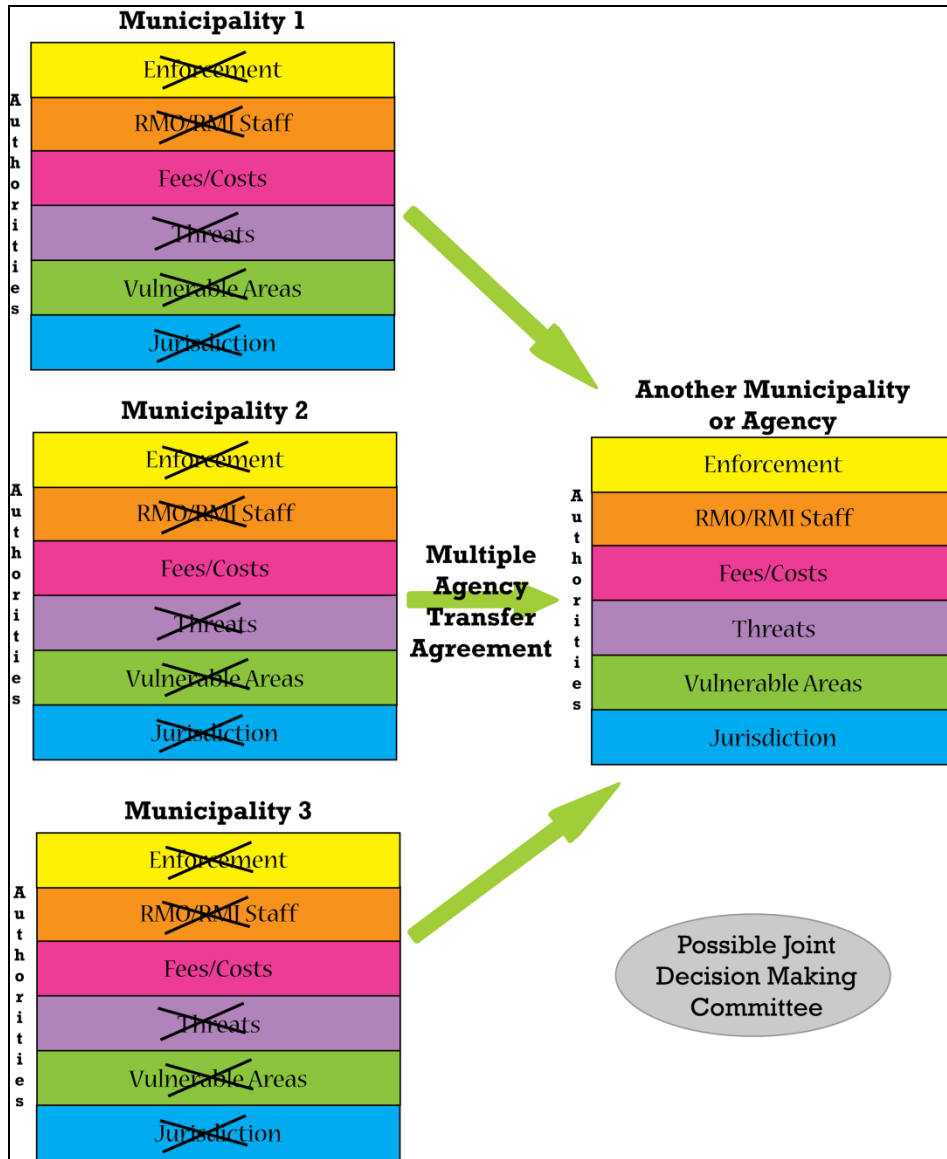 Municipality 1
Authorities
Enforcement
RMO/RMI Staff
Fees/Costs
Threats
Vulnerable Areas
Jurisdiction
Municipality 2
Authorities
Enforcement
RMO/RMI Staff
Fees/Costs
Threats
Vulnerable Areas
Jurisdiction
Municipality 3
Authorities
Enforcement
RMO/RMI Staff
Fees/Costs
Threats
Vulnerable Areas
Jurisdiction
Multiple
Agency
Transfer
Agreement
Another Municipality
or Agency
Authorities
Enforcement
RMO/RMI Staff
Fees/Costs
Threats
Vulnerable Areas
Jurisdiction
Possible Joint
Decision Making
Committee